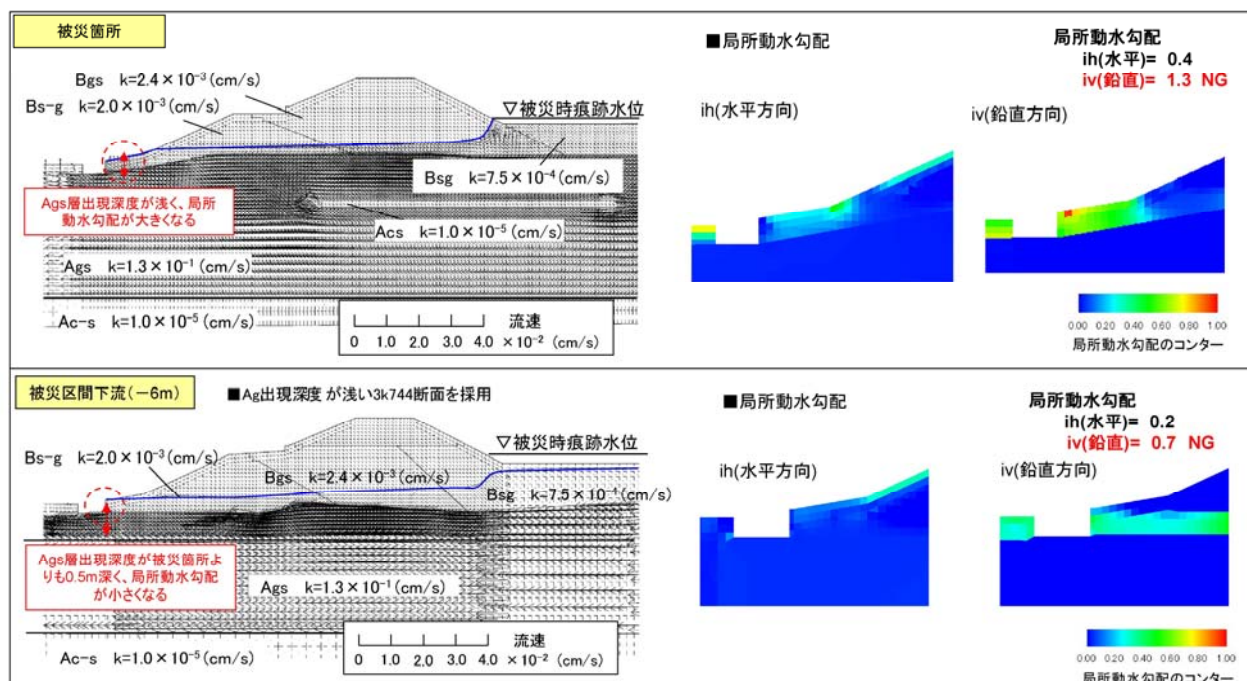 被災箇所
Bgs k=2.4×10⁻³(cm/s)
Bs-g k=2.0×10⁻³(cm/s)
▽被災時痕跡水位
Bsg k=7.5×10⁻⁴(cm/s)
Ags層出現深度が浅く、局所
動水勾配が大きくなる
Acs k=1.0×10⁻⁵(cm/s)
Ags k=1.3×10⁻¹(cm/s)
Ac-s k=1.0×10⁻⁵(cm/s)
流速
0 1.0 2.0 3.0 4.0 ×10⁻² (cm/s)
■局所動水勾配
局所動水勾配
ih(水平)= 0.4
iv(鉛直)= 1.3 NG
ih(水平方向)
iv(鉛直方向)
0.00 0.20 0.40 0.60 0.80 1.00
局所動水勾配のコンター
被災区間下流(-6m)
■Ag出現深度 が浅い3k744断面を採用
▽被災時痕跡水位
Bs-g k=2.0×10⁻³(cm/s)
Bgs k=2.4×10⁻³(cm/s)
Bsg k=7.5×10⁻⁴(cm/s)
Ags層出現深度が被災箇所よ
りも0.5m深く、局所動水勾配
が小さくなる
Ags k=1.3×10⁻¹(cm/s)
Ac-s k=1.0×10⁻⁵(cm/s)
流速
0 1.0 2.0 3.0 4.0 ×10⁻² (cm/s)
■局所動水勾配
局所動水勾配
ih(水平)= 0.2
iv(鉛直)= 0.7 NG
ih(水平方向)
iv(鉛直方向)
0.00 0.20 0.40 0.60 0.80 1.00
局所動水勾配のコンター